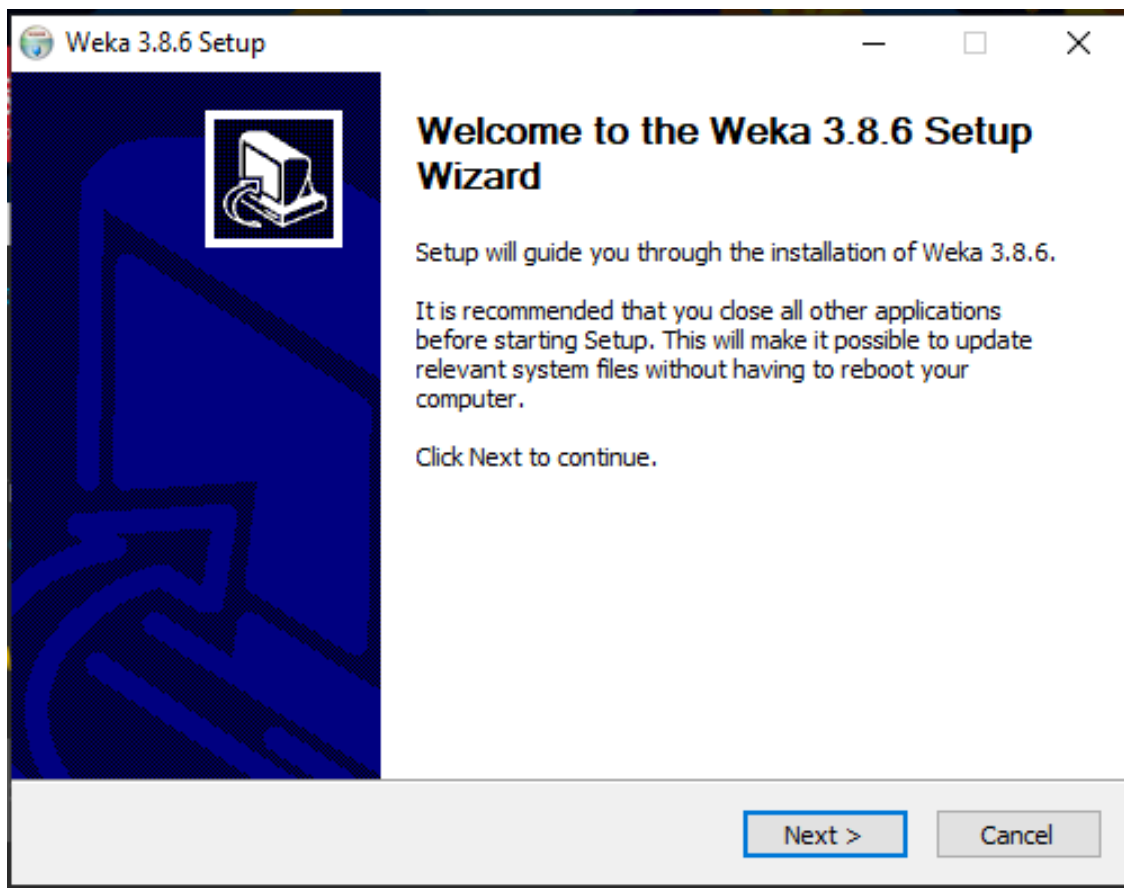 Weka 3.8.6 Setup
Welcome to the Weka 3.8.6 Setup
Wizard
Setup will guide you through the installation of Weka 3.8.6.
It is recommended that you close all other applications
before starting Setup. This will make it possible to update
relevant system files without having to reboot your
computer.
Click Next to continue.
Next >
Cancel